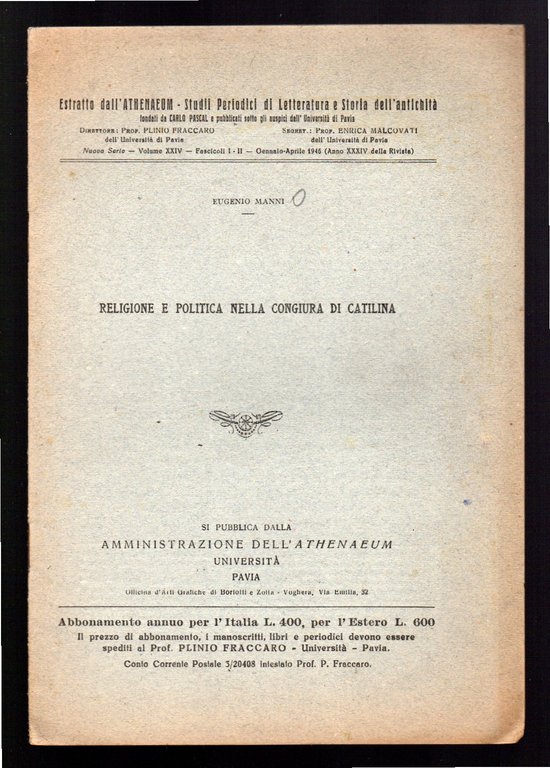 Estratto dall'ATHENAEUM - Studii Periodici di Letteratura e Storia dell'antichità
fondati da CARLO PASCAL e pubblicati sotto gli auspici dell' Università di Pavia
DIRETTORE: PROF. PLINIO FRACCARO
dell'Università di Pavia
SEGRET.: PROF. ENRICA MALCOVATI
dell'Università di Pavia
Nuova Serie — Volume XXIV — Fascicoli I - II — Gennaio-Aprile 1946 (Anno XXXIV della Rivista)
EUGENIO MANNI
RELIGIONE E POLITICA NELLA CONGIURA DI CATILINA
SI PUBBLICA DALLA
AMMINISTRAZIONE DELL'ATHENAEUM
UNIVERSITÀ
PAVIA
Officina d'Arti Grafiche di Boriotti e Zolla - Voghera, Via Emilia, 32
Abbonamento annuo per l'Italia L. 400, per l'Estero L. 600
Il prezzo di abbonamento, i manoscritti, libri e periodici devono essere
spediti al Prof. PLINIO FRACCARO - Università - Pavia.
Conto Corrente Postale 3/20408 intestato Prof. P. Fraccaro.